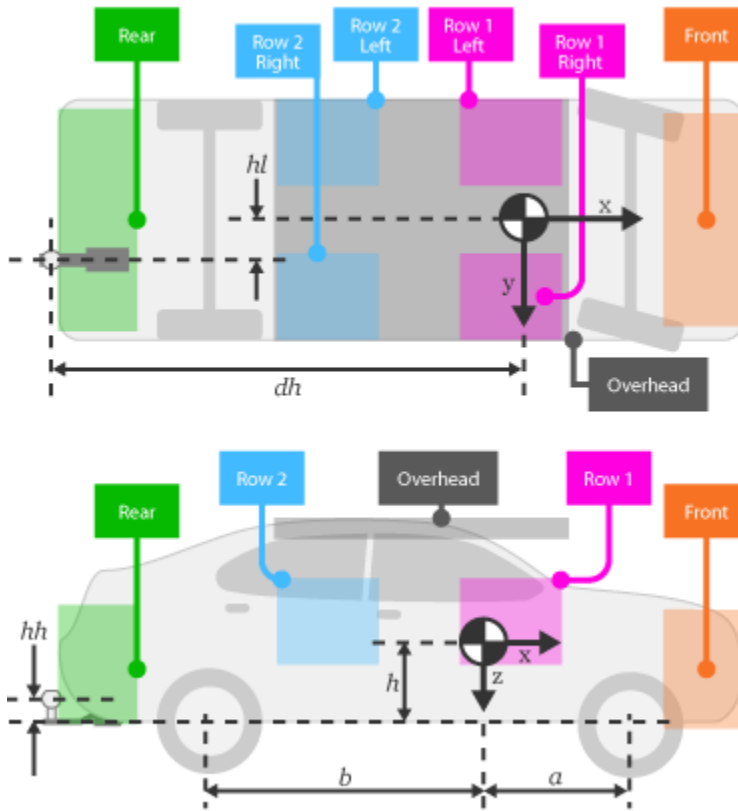 Rear
Row 2
Right
Row 2
Left
Row 1
Left
Row 1
Right
Front
hl
x
y
dh
Overhead
Rear
Row 2
Overhead
Row 1
Front
hh
h
x
z
b
a